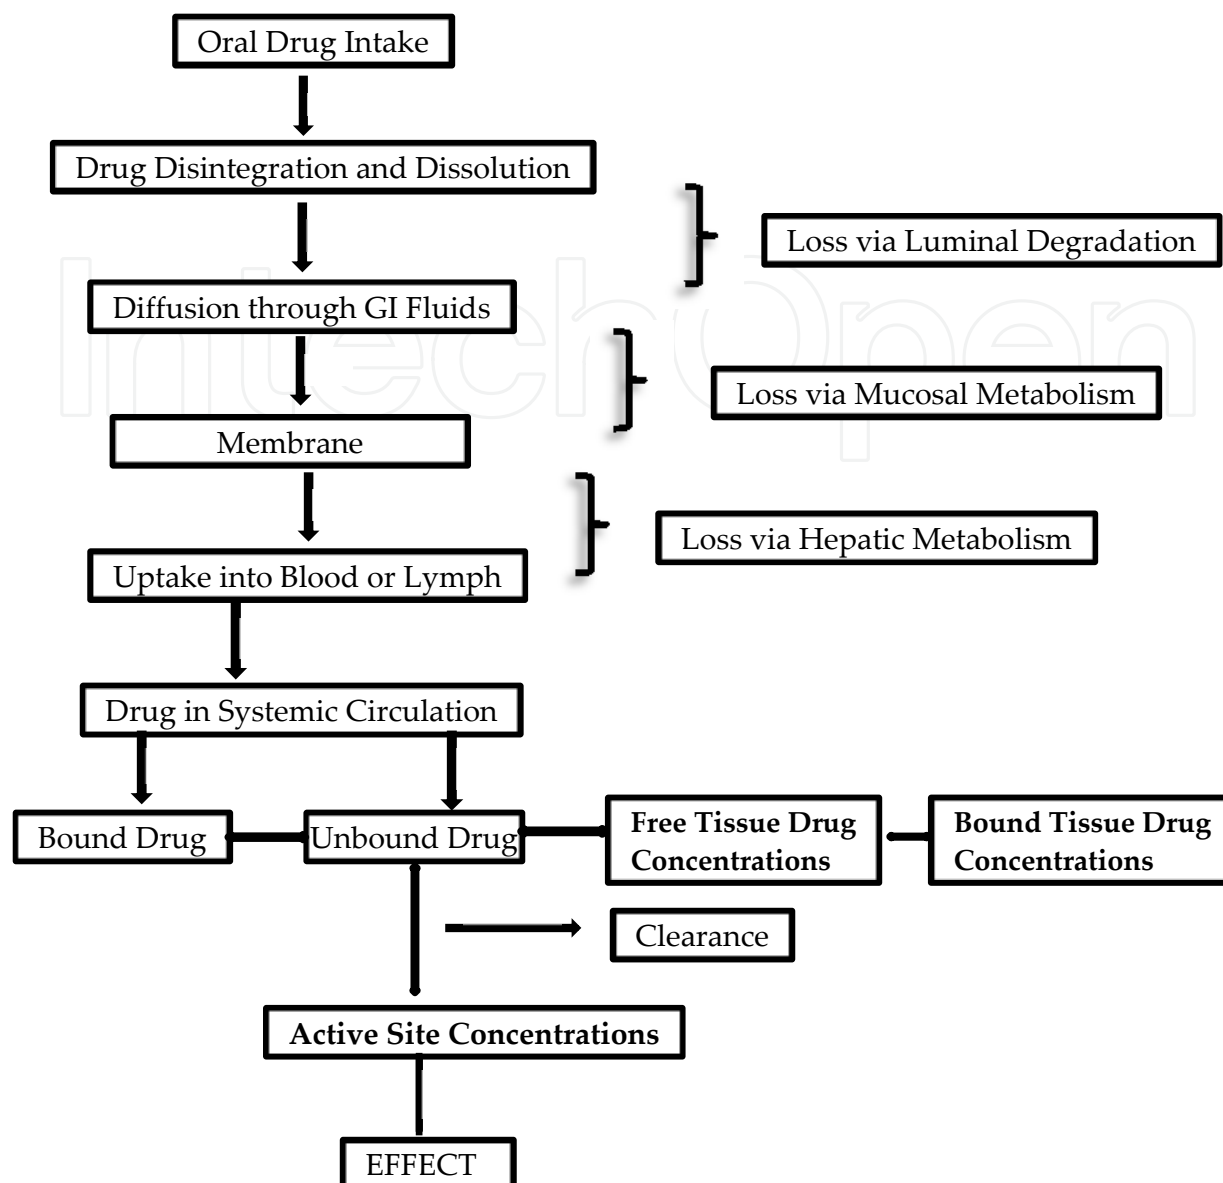 Oral Drug Intake
Drug Disintegration and Dissolution
Loss via Luminal Degradation
IntechOpen
Diffusion through GI Fluids
Loss via Mucosal Metabolism
Membrane
Loss via Hepatic Metabolism
Uptake into Blood or Lymph
Drug in Systemic Circulation
Bound Drug
Unbound Drug
Free Tissue Drug
Concentrations
Bound Tissue Drug
Concentrations
Clearance
Active Site Concentrations
EFFECT